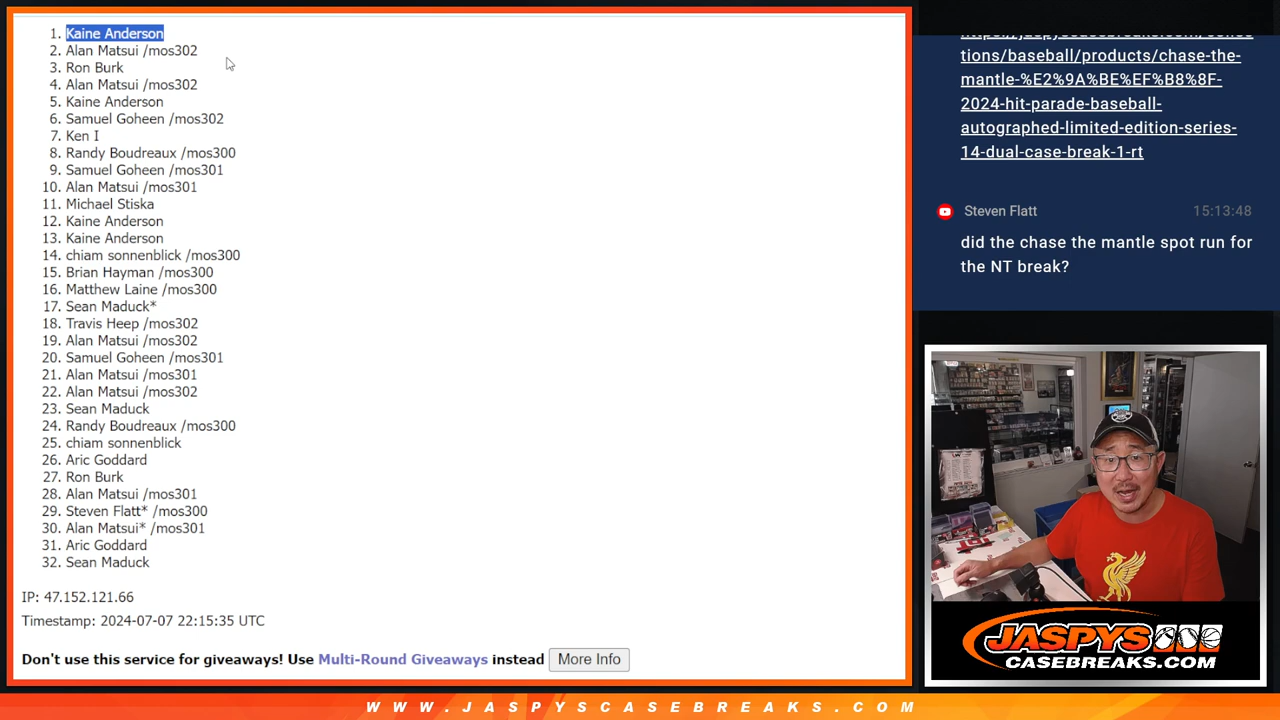 1. Kaine Anderson
2. Alan Matsui /mos302
3. Ron Burk
4. Alan Matsui /mos302
5. Kaine Anderson
6. Samuel Goheen /mos302
7. Ken I
8. Randy Boudreaux /mos300
9. Samuel Goheen /mos301
10. Alan Matsui /mos301
11. Michael Stiska
12. Kaine Anderson
13. Kaine Anderson
14. chiam sonnenblick /mos300
15. Brian Hayman /mos300
16. Matthew Laine /mos300
17. Sean Maduck*
18. Travis Heep /mos302
19. Alan Matsui /mos302
20. Samuel Goheen /mos301
21. Alan Matsui /mos301
22. Alan Matsui /mos302
23. Sean Maduck
24. Randy Boudreaux /mos300
25. chiam sonnenblick
26. Aric Goddard
27. Ron Burk
28. Alan Matsui /mos301
29. Steven Flatt* /mos300
30. Alan Matsui* /mos301
31. Aric Goddard
32. Sean Maduck
IP: 47.152.121.66
Timestamp: 2024-07-07 22:15:35 UTC
Don't use this service for giveaways! Use Multi-Round Giveaways instead More Info
tions/baseball/products/chase-the-
mantle-%E2%9A%BE%EF%B8%8F-
2024-hit-parade-baseball-
autographed-limited-edition-series-
14-dual-case-break-1-rt
Steven Flatt 15:13:48
did the chase the mantle spot run for
the NT break?
JASPYS
CASEBREAKS.COM
WWW.JASPYSCASEBREAKS.COM